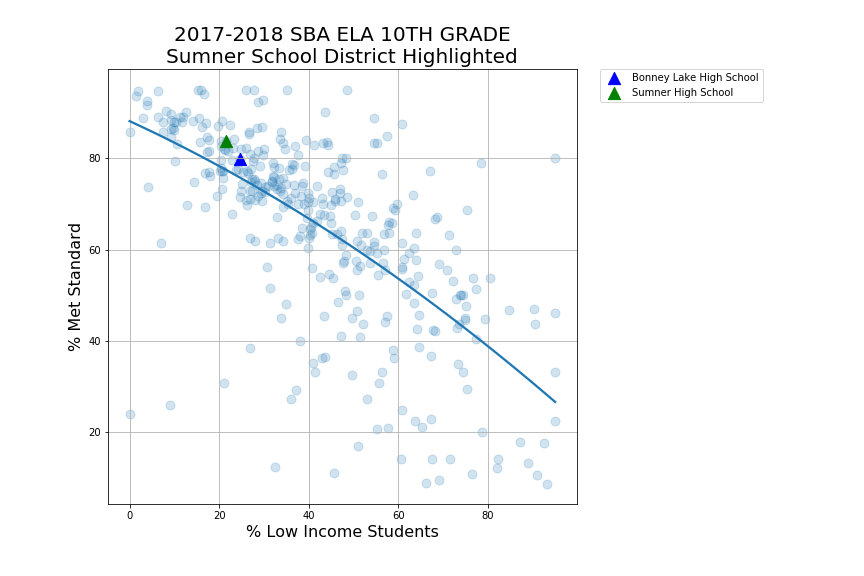 2017-2018 SBA ELA 10TH GRADE
Sumner School District Highlighted
Bonney Lake High School
Sumner High School
% Met Standard
80
60
40
20
0
20
40
60
80
% Low Income Students